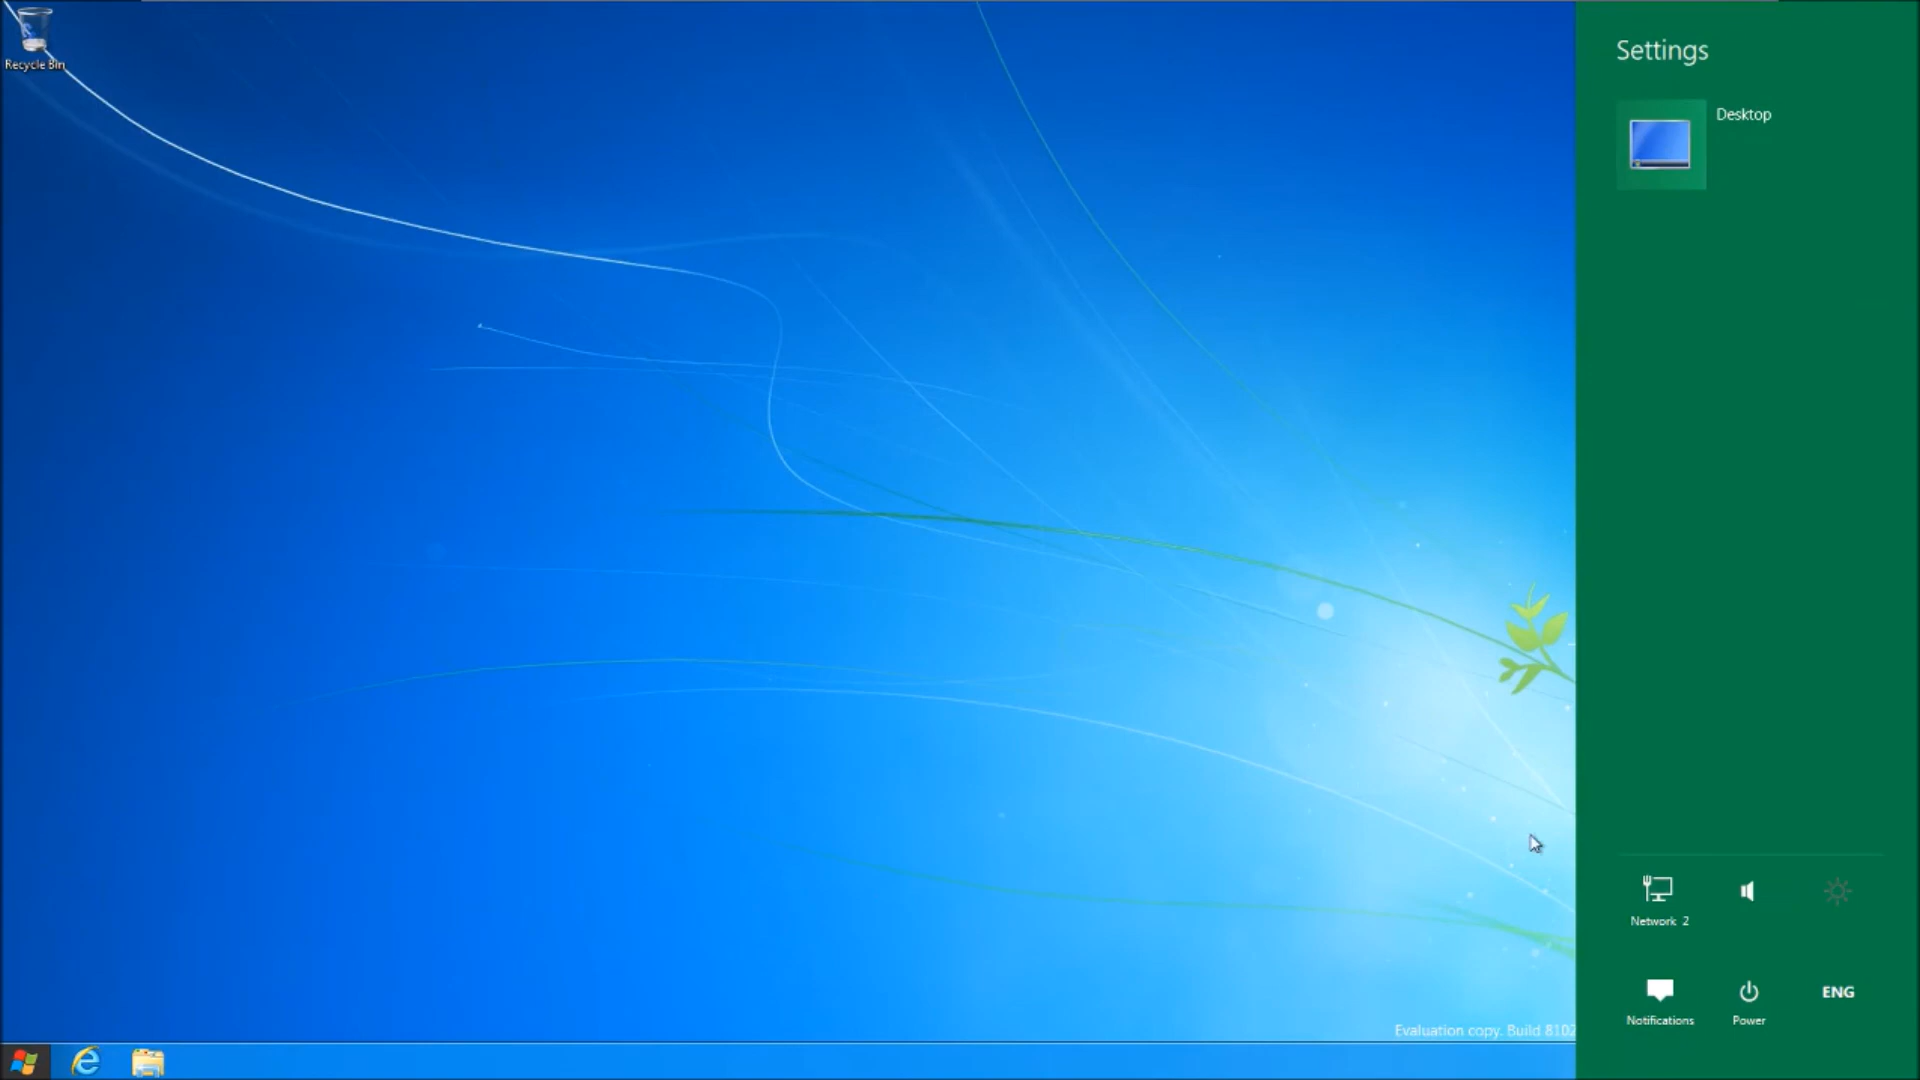 Recycle Bin
Settings
Desktop
Network 2
Notifications
Power
ENG
Evaluation copy. Build 8102